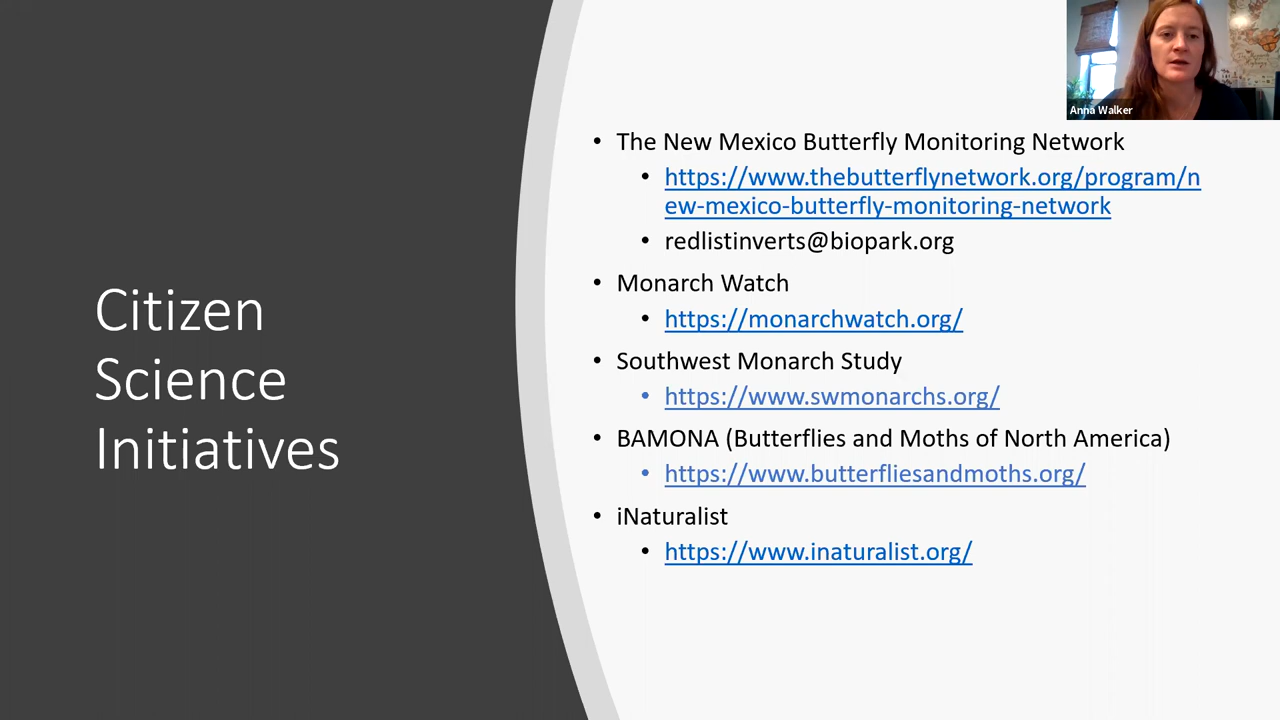 Anna Walker
Citizen
Science
Initiatives
• The New Mexico Butterfly Monitoring Network
• https://www.thebutterflynetwork.org/program/n
ew-mexico-butterfly-monitoring-network
• redlistinverts@biopark.org
• Monarch Watch
• https://monarchwatch.org/
• Southwest Monarch Study
• https://www.swmonarchs.org/
• BAMONA (Butterflies and Moths of North America)
• https://www.butterfliesandmoths.org/
• iNaturalist
• https://www.inaturalist.org/